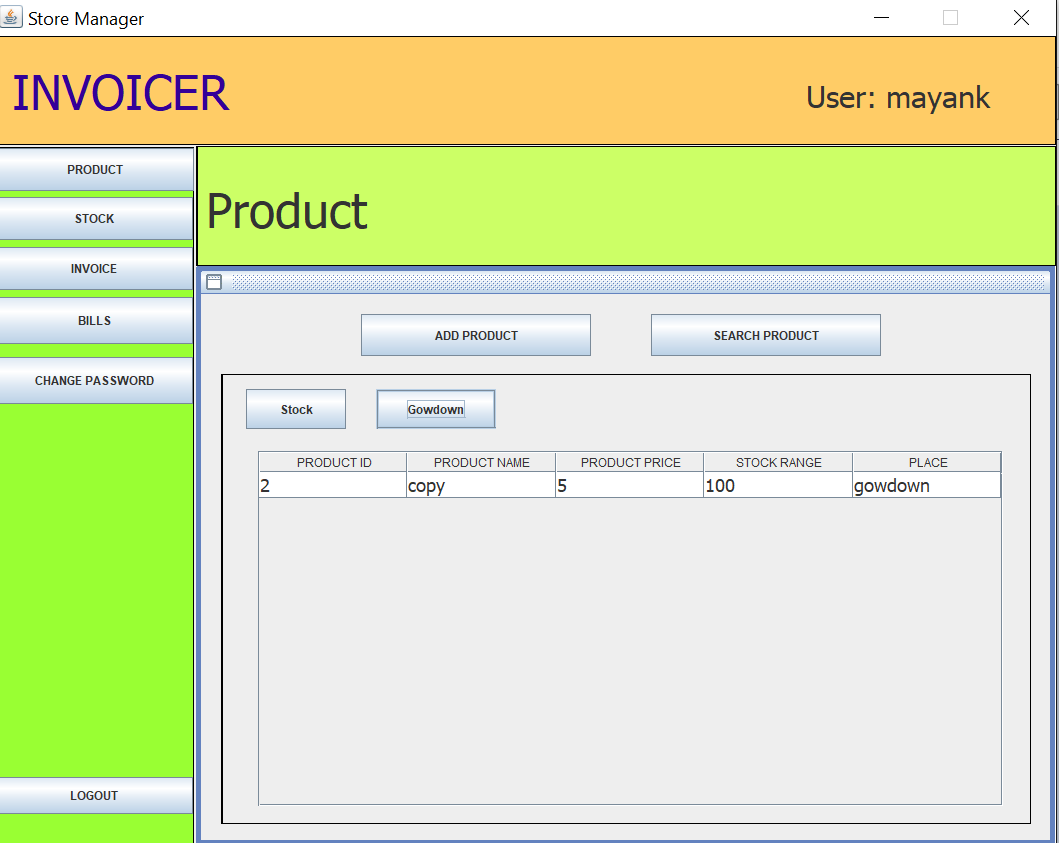 Store Manager
INVOICER
User: mayank
PRODUCT
STOCK
INVOICE
BILLS
CHANGE PASSWORD
LOGOUT
Product
ADD PRODUCT SEARCH PRODUCT
Stock Gowdown
PRODUCT ID PRODUCT NAME PRODUCT PRICE STOCK RANGE PLACE
2 copy 5 100 gowdown